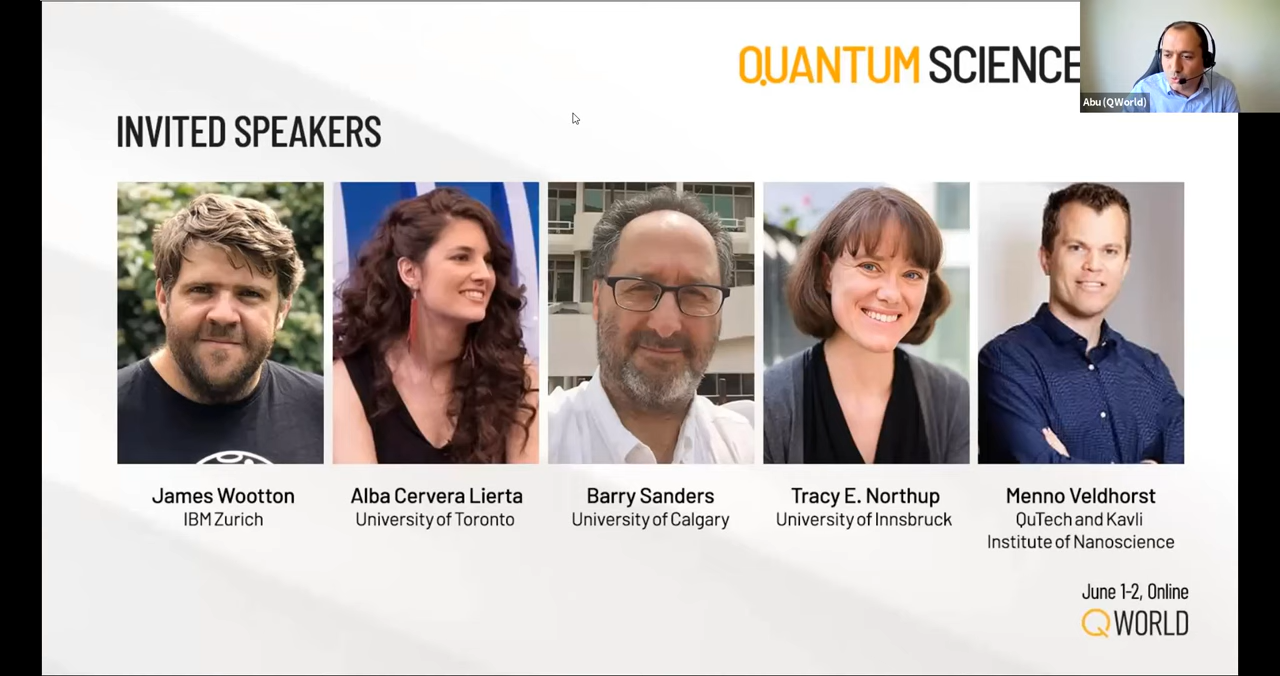 QUANTUM SCIENCE
Abu (QWorld)
INVITED SPEAKERS
James Wootton
IBM Zurich
Alba Cervera Lierta
University of Toronto
Barry Sanders
University of Calgary
Tracy E. Northup
University of Innsbruck
Menno Veldhorst
QuTech and Kavli
Institute of Nanoscience
June 1-2, Online
QWORLD